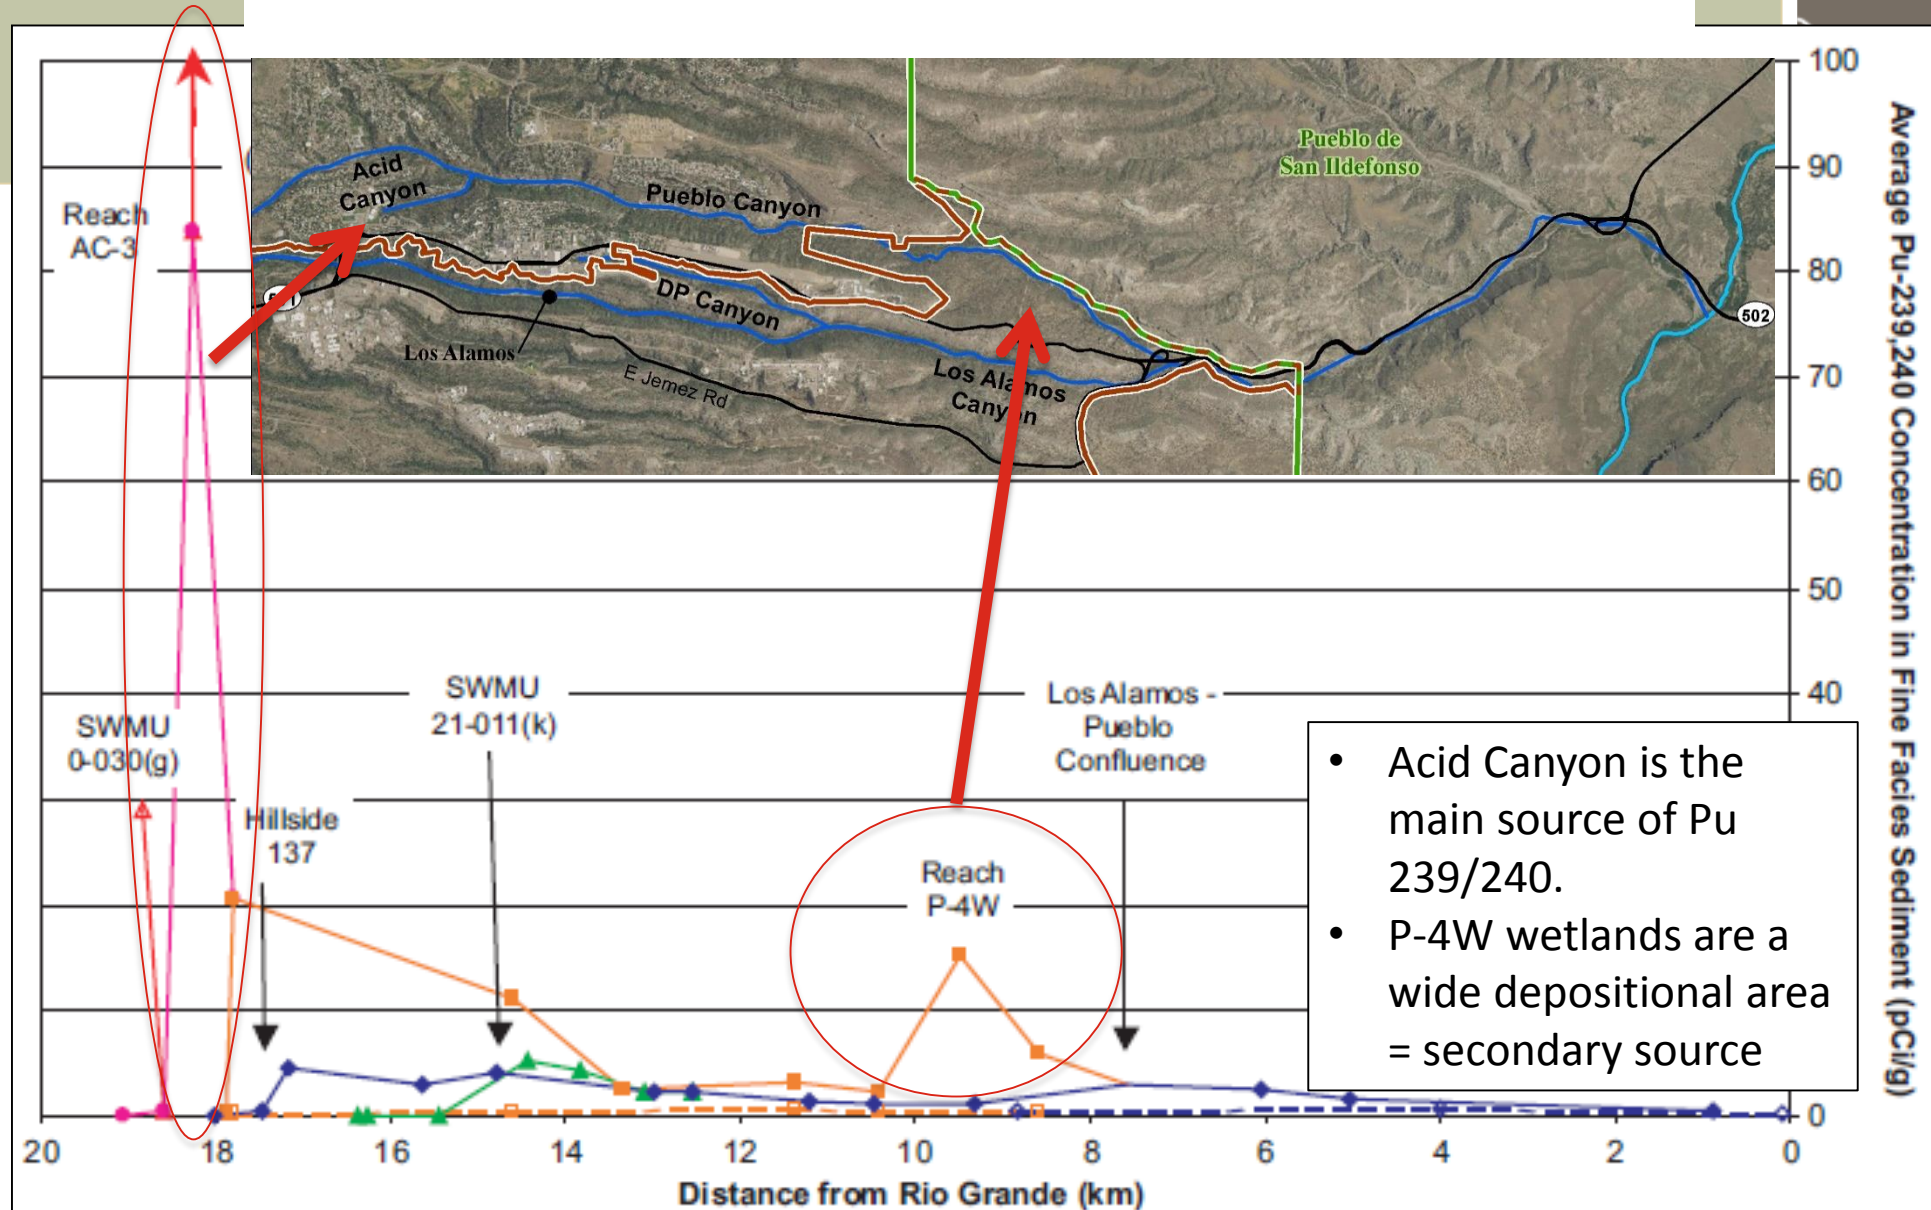 Acid
Canyon
Pueblo Canyon
Pueblo de
San Ildefonso
DP Canyon
Los Alamos
E Jemez Rd
Los Alamos
Canyon
502
Reach
AC-3
SWMU
0-030(g)
Hillside
137
SWMU
21-011(k)
Reach
P-4W
Los Alamos -
Pueblo
Confluence
• Acid Canyon is the
main source of Pu
239/240.
• P-4W wetlands are a
wide depositional area
= secondary source
100
90
80
70
60
50
40
0
Average Pu-239,240 Concentration in Fine Facies Sediment (pCi/g)
20 18 16 14 12 10 8 6 4 2 0
Distance from Rio Grande (km)